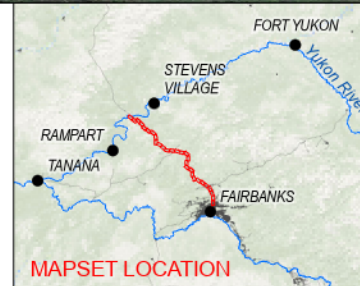 FORT YUKON
Yukon River
STEVENS
VILLAGE
RAMPART
TANANA
FAIRBANKS
MAPSET LOCATION